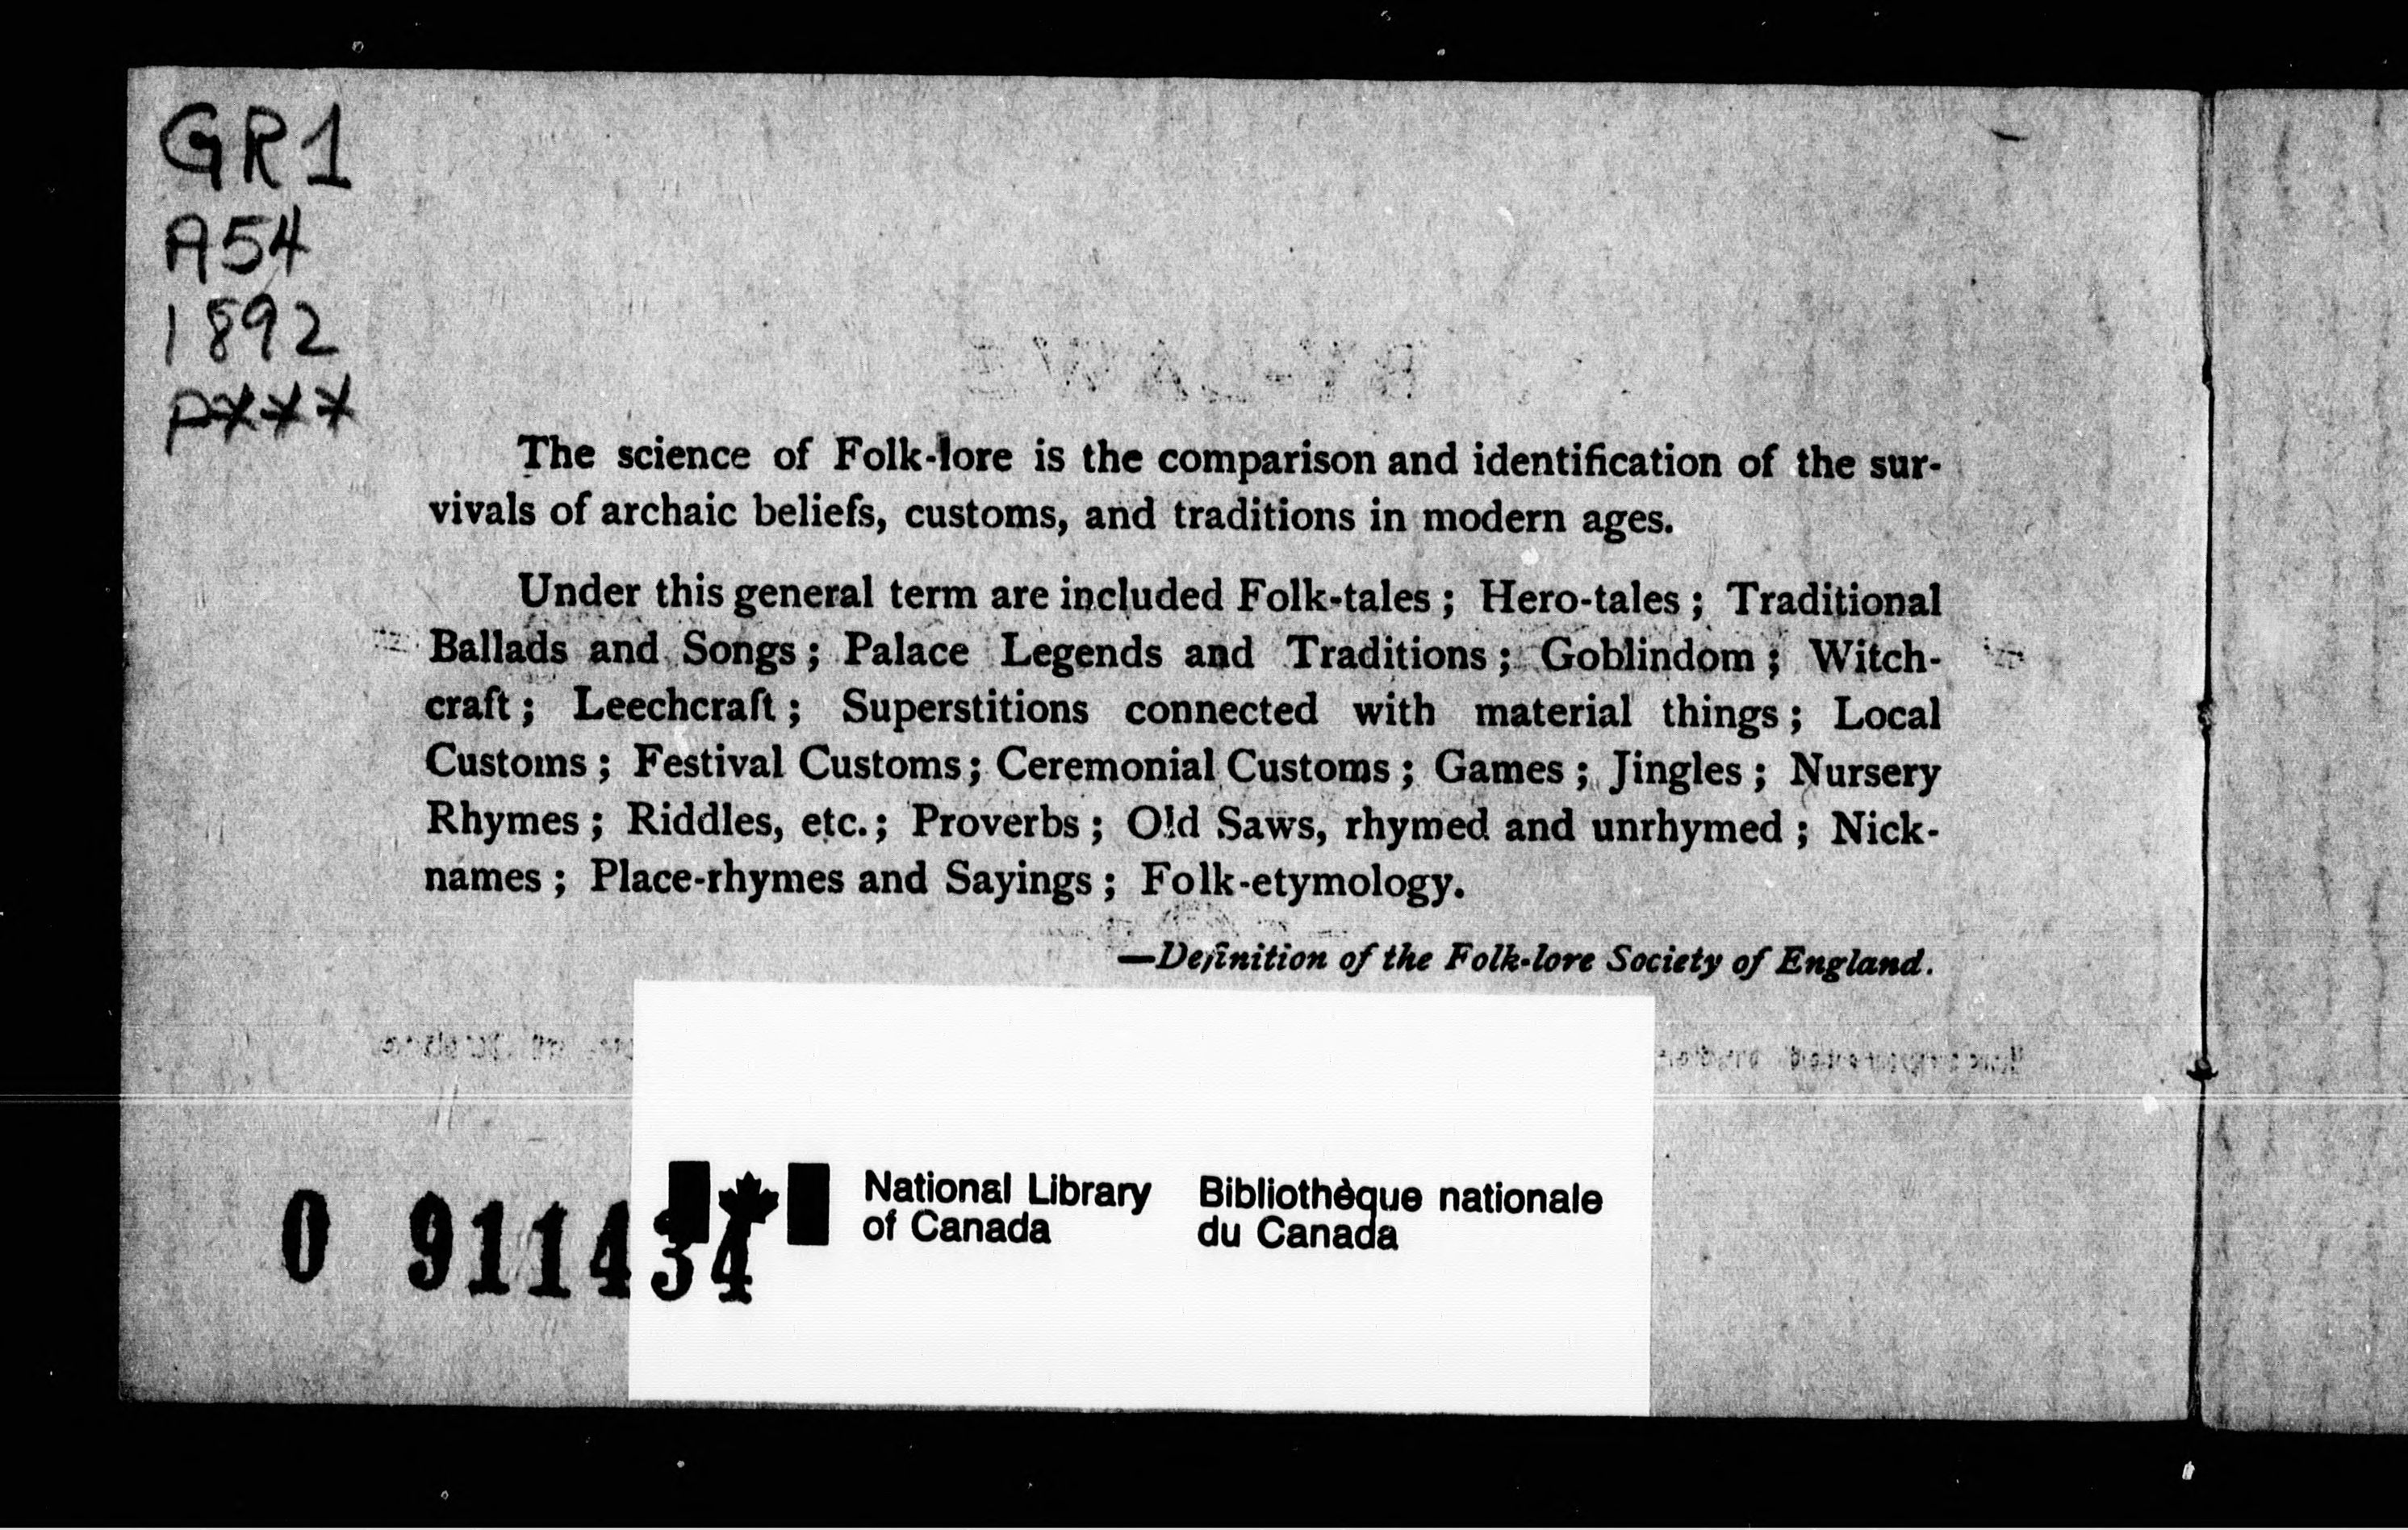 GR1
A54
1892
P***
BY-LAWS
The science of Folk-lore is the comparison and identification of the sur-
vivals of archaic beliefs, customs, and traditions in modern ages.
Under this general term are included Folk-tales ; Hero-tales ; Traditional
Ballads and Songs ; Palace Legends and Traditions ; Goblindom ; Witch-
craft ; Leechcraft ; Superstitions connected with material things ; Local
Customs ; Festival Customs ; Ceremonial Customs ; Games ; Jingles ; Nursery
Rhymes ; Riddles, etc. ; Proverbs ; Old Saws, rhymed and unrhymed ; Nick-
names ; Place-rhymes and Sayings ; Folk-etymology.
—Definition of the Folk-lore Society of England.
National Library Bibliothèque nationale
of Canada du Canada
0 911434